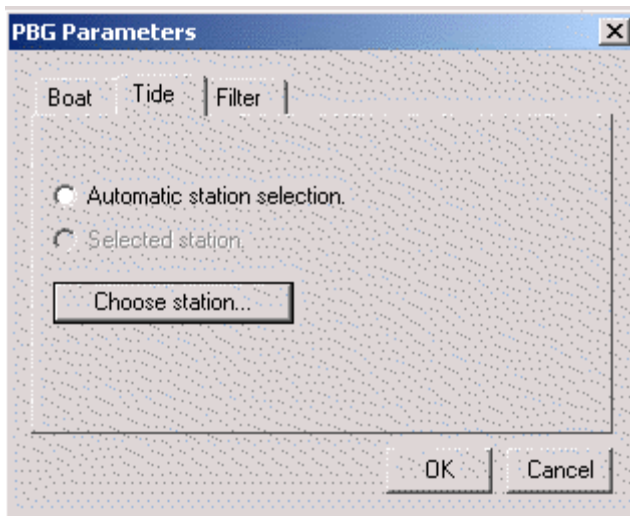 PBG Parameters
Boat Tide Filter
Automatic station selection.
Selected station.
Choose station...
OK Cancel